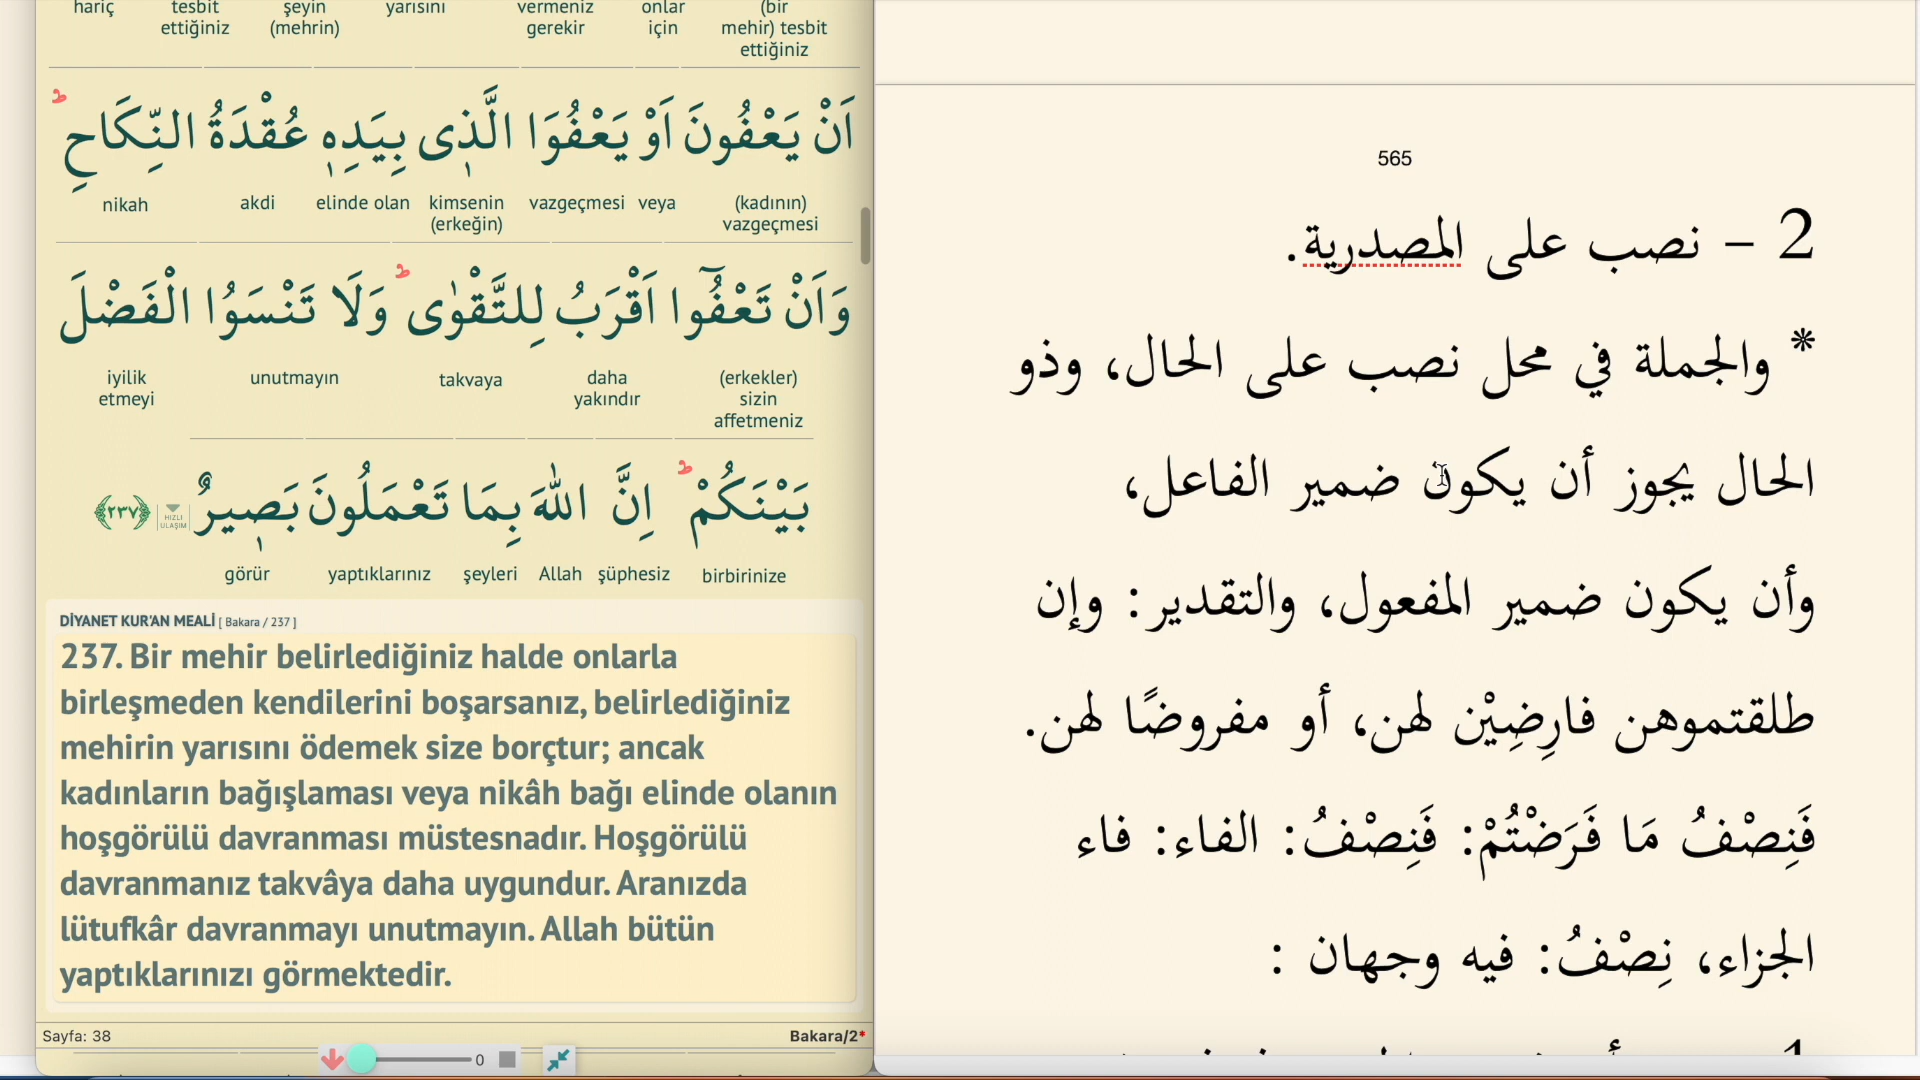 hariç tesbit ettiğiniz şeyin (mehrin) yarısını vermeniz gerekir onlar için (bir mehir) tesbit ettiğiniz
اَنْ يَعْفُونَ اَوْ يَعْفُوَا الَّذٖى بِيَدِهٖ عُقْدَةُ النِّكَاحِ ط
nikah akdi elinde olan kimsenin (erkeğin) vazgeçmesi veya (kadının) vazgeçmesi
وَاَنْ تَعْفُٓوا اَقْرَبُ لِلتَّقْوٰى ط وَلَا تَنْسَوُا الْفَضْلَ
iyilik etmeyi unutmayın takvaya daha yakındır (erkekler) sizin affetmeniz
بَيْنَكُمْ ط اِنَّ اللّٰهَ بِمَا تَعْمَلُونَ بَصٖيرٌ ﴿٢٣٧﴾
HIZLI ULAŞIM
görür yaptıklarınız şeyleri Allah şüphesiz birbirinize
DİYANET KUR'AN MEALİ [ Bakara / 237 ]
237. Bir mehir belirlediğiniz halde onlarla
birleşmeden kendilerini boşarsanız, belirlediğiniz
mehirin yarısını ödemek size borçtur; ancak
kadınların bağışlaması veya nikâh bağı elinde olanın
hoşgörülü davranması müstesnadır. Hoşgörülü
davranmanız takvâya daha uygundur. Aranızda
lütufkâr davranmayı unutmayın. Allah bütün
yaptıklarınızı görmektedir.
Sayfa: 38
Bakara/2*
0
565
2 – نصب على المصدرية.
* والجملة في محل نصب على الحال، وذو
الحال يجوز أن يكون ضمير الفاعل،
وأن يكون ضمير المفعول، والتقدير: وإن
طلقتموهن فارِضِيْن لهن، أو مفروضًا لهن.
فَنِصْفُ مَا فَرَضْتُمْ: فَنِصْفُ: الفاء: فاء
الجزاء، نِصْفُ: فيه وجهان :